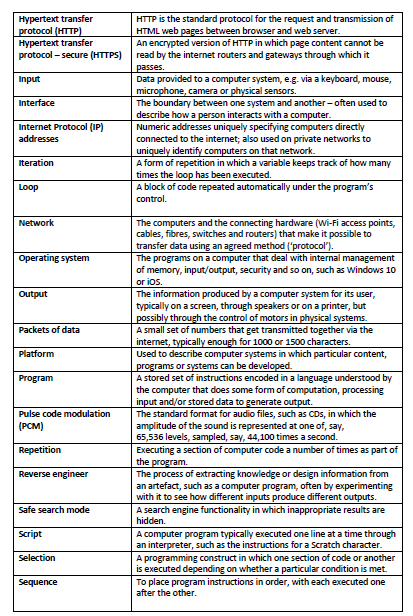 Hypertext transfer HTTP is the standard protocol for the request and transmission of
protocol (HTTP) HTML web pages between browser and web server.
Hypertext transfer An encrypted version of HTTP in which page content cannot be
protocol – secure (HTTPS) read by the internet routers and gateways through which it
passes.
Input Data provided to a computer system, e.g. via a keyboard, mouse,
microphone, camera or physical sensors.
Interface The boundary between one system and another – often used to
describe how a person interacts with a computer.
Internet Protocol (IP) Numeric addresses uniquely specifying computers directly
addresses connected to the internet; also used on private networks to
uniquely identify computers on that network.
Iteration A form of repetition in which a variable keeps track of how many
times the loop has been executed.
Loop A block of code repeated automatically under the program's
control.
Network The computers and the connecting hardware (Wi-Fi access points,
cables, fibres, switches and routers) that make it possible to
transfer data using an agreed method ('protocol').
Operating system The programs on a computer that deal with internal management
of memory, input/output, security and so on, such as Windows 10
or iOS.
Output The information produced by a computer system for its user,
typically on a screen, through speakers or on a printer, but
possibly through the control of motors in physical systems.
Packets of data A small set of numbers that get transmitted together via the
internet, typically enough for 1000 or 1500 characters.
Platform Used to describe computer systems in which particular content,
programs or systems can be developed.
Program A stored set of instructions encoded in a language understood by
the computer that does some form of computation, processing
input and/or stored data to generate output.
Pulse code modulation The standard format for audio files, such as CDs, in which the
(PCM) amplitude of the sound is represented at one of, say,
65,536 levels, sampled, say, 44,100 times a second.
Repetition Executing a section of computer code a number of times as part of
the program.
Reverse engineer The process of extracting knowledge or design information from
an artefact, such as a computer program, often by experimenting
with it to see how different inputs produce different outputs.
Safe search mode A search engine functionality in which inappropriate results are
hidden.
Script A computer program typically executed one line at a time through
an interpreter, such as the instructions for a Scratch character.
Selection A programming construct in which one section of code or another
is executed depending on whether a particular condition is met.
Sequence To place program instructions in order, with each executed one
after the other.